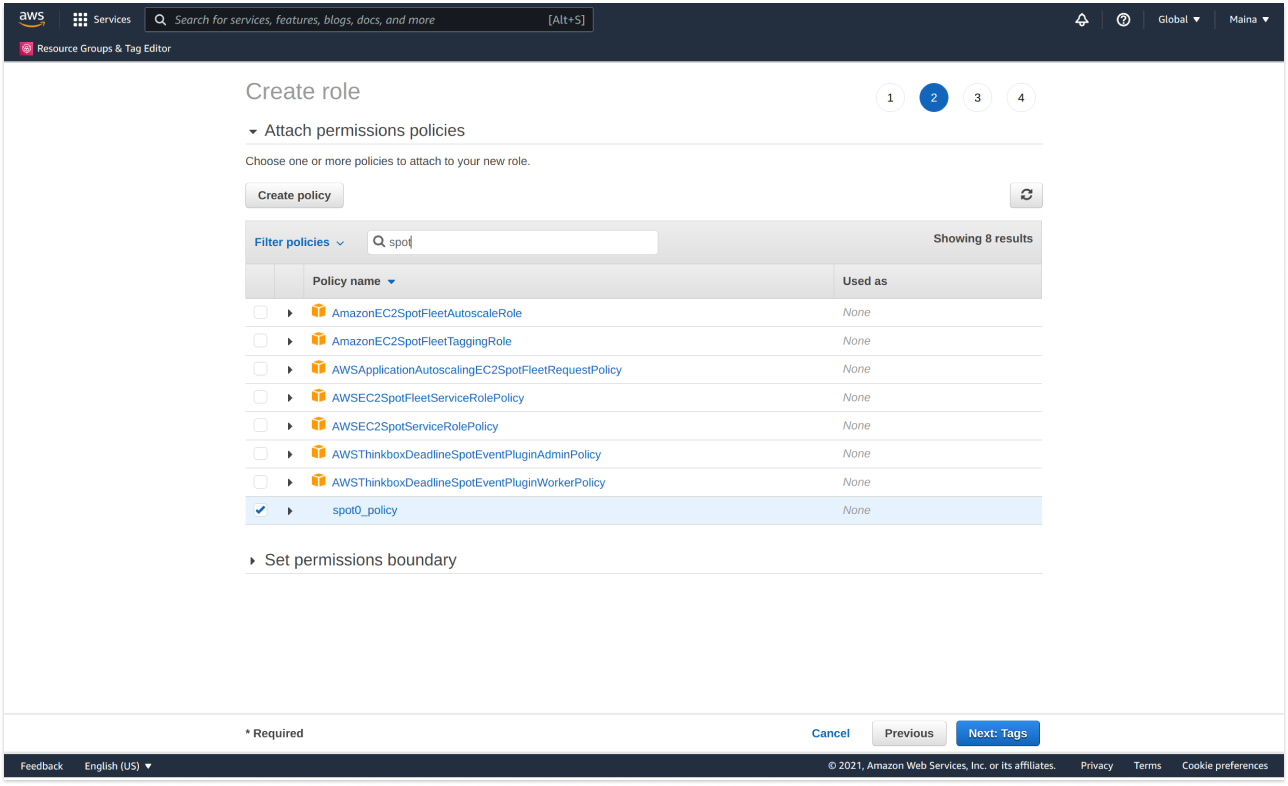 aws Services Search for services, features, blogs, docs, and more [Alt+S] Global Maina
Resource Groups & Tag Editor
Create role
1 2 3 4
Attach permissions policies
Choose one or more policies to attach to your new role.
Create policy
Filter policies spot Showing 8 results
Policy name Used as
AmazonEC2SpotFleetAutoscaleRole None
AmazonEC2SpotFleetTaggingRole None
AWSApplicationAutoscalingEC2SpotFleetRequestPolicy None
AWSEC2SpotFleetServiceRolePolicy None
AWSEC2SpotServiceRolePolicy None
AWSThinkboxDeadlineSpotEventPluginAdminPolicy None
AWSThinkboxDeadlineSpotEventPluginWorkerPolicy None
spot0_policy None
Set permissions boundary
* Required Cancel Previous Next: Tags
Feedback English (US) © 2021, Amazon Web Services, Inc. or its affiliates. Privacy Terms Cookie preferences